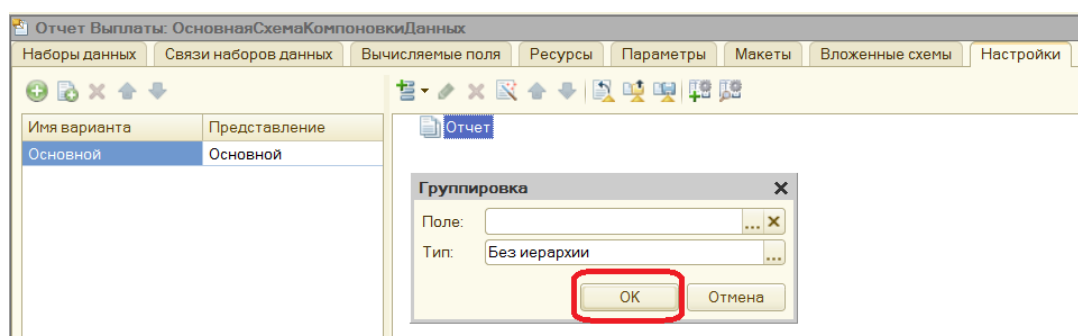 Отчет Выплаты: ОсновнаяСхемаКомпоновкиДанных
Наборы данных Связи наборов данных Вычисляемые поля Ресурсы Параметры Макеты Вложенные схемы Настройки
Имя варианта Представление
Основной Основной
Отчет
Группировка
Поле: ...
Тип: Без иерархии ...
OK Отмена